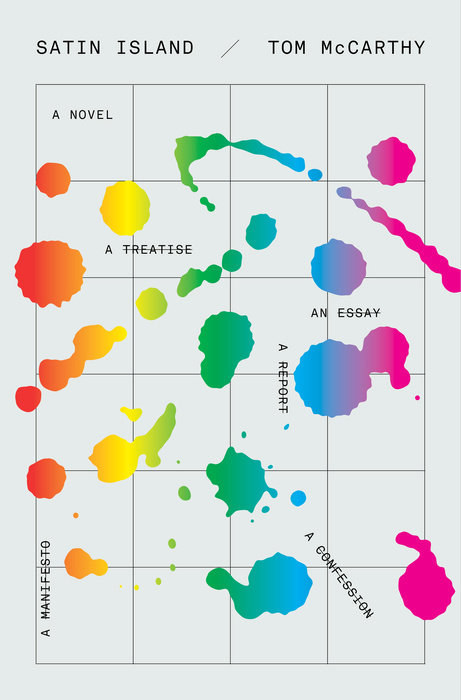 SATIN ISLAND / TOM McCARTHY
A NOVEL
A TREATISE
AN ESSAY
A REPORT
A CONFESSION
A MANIFESTO